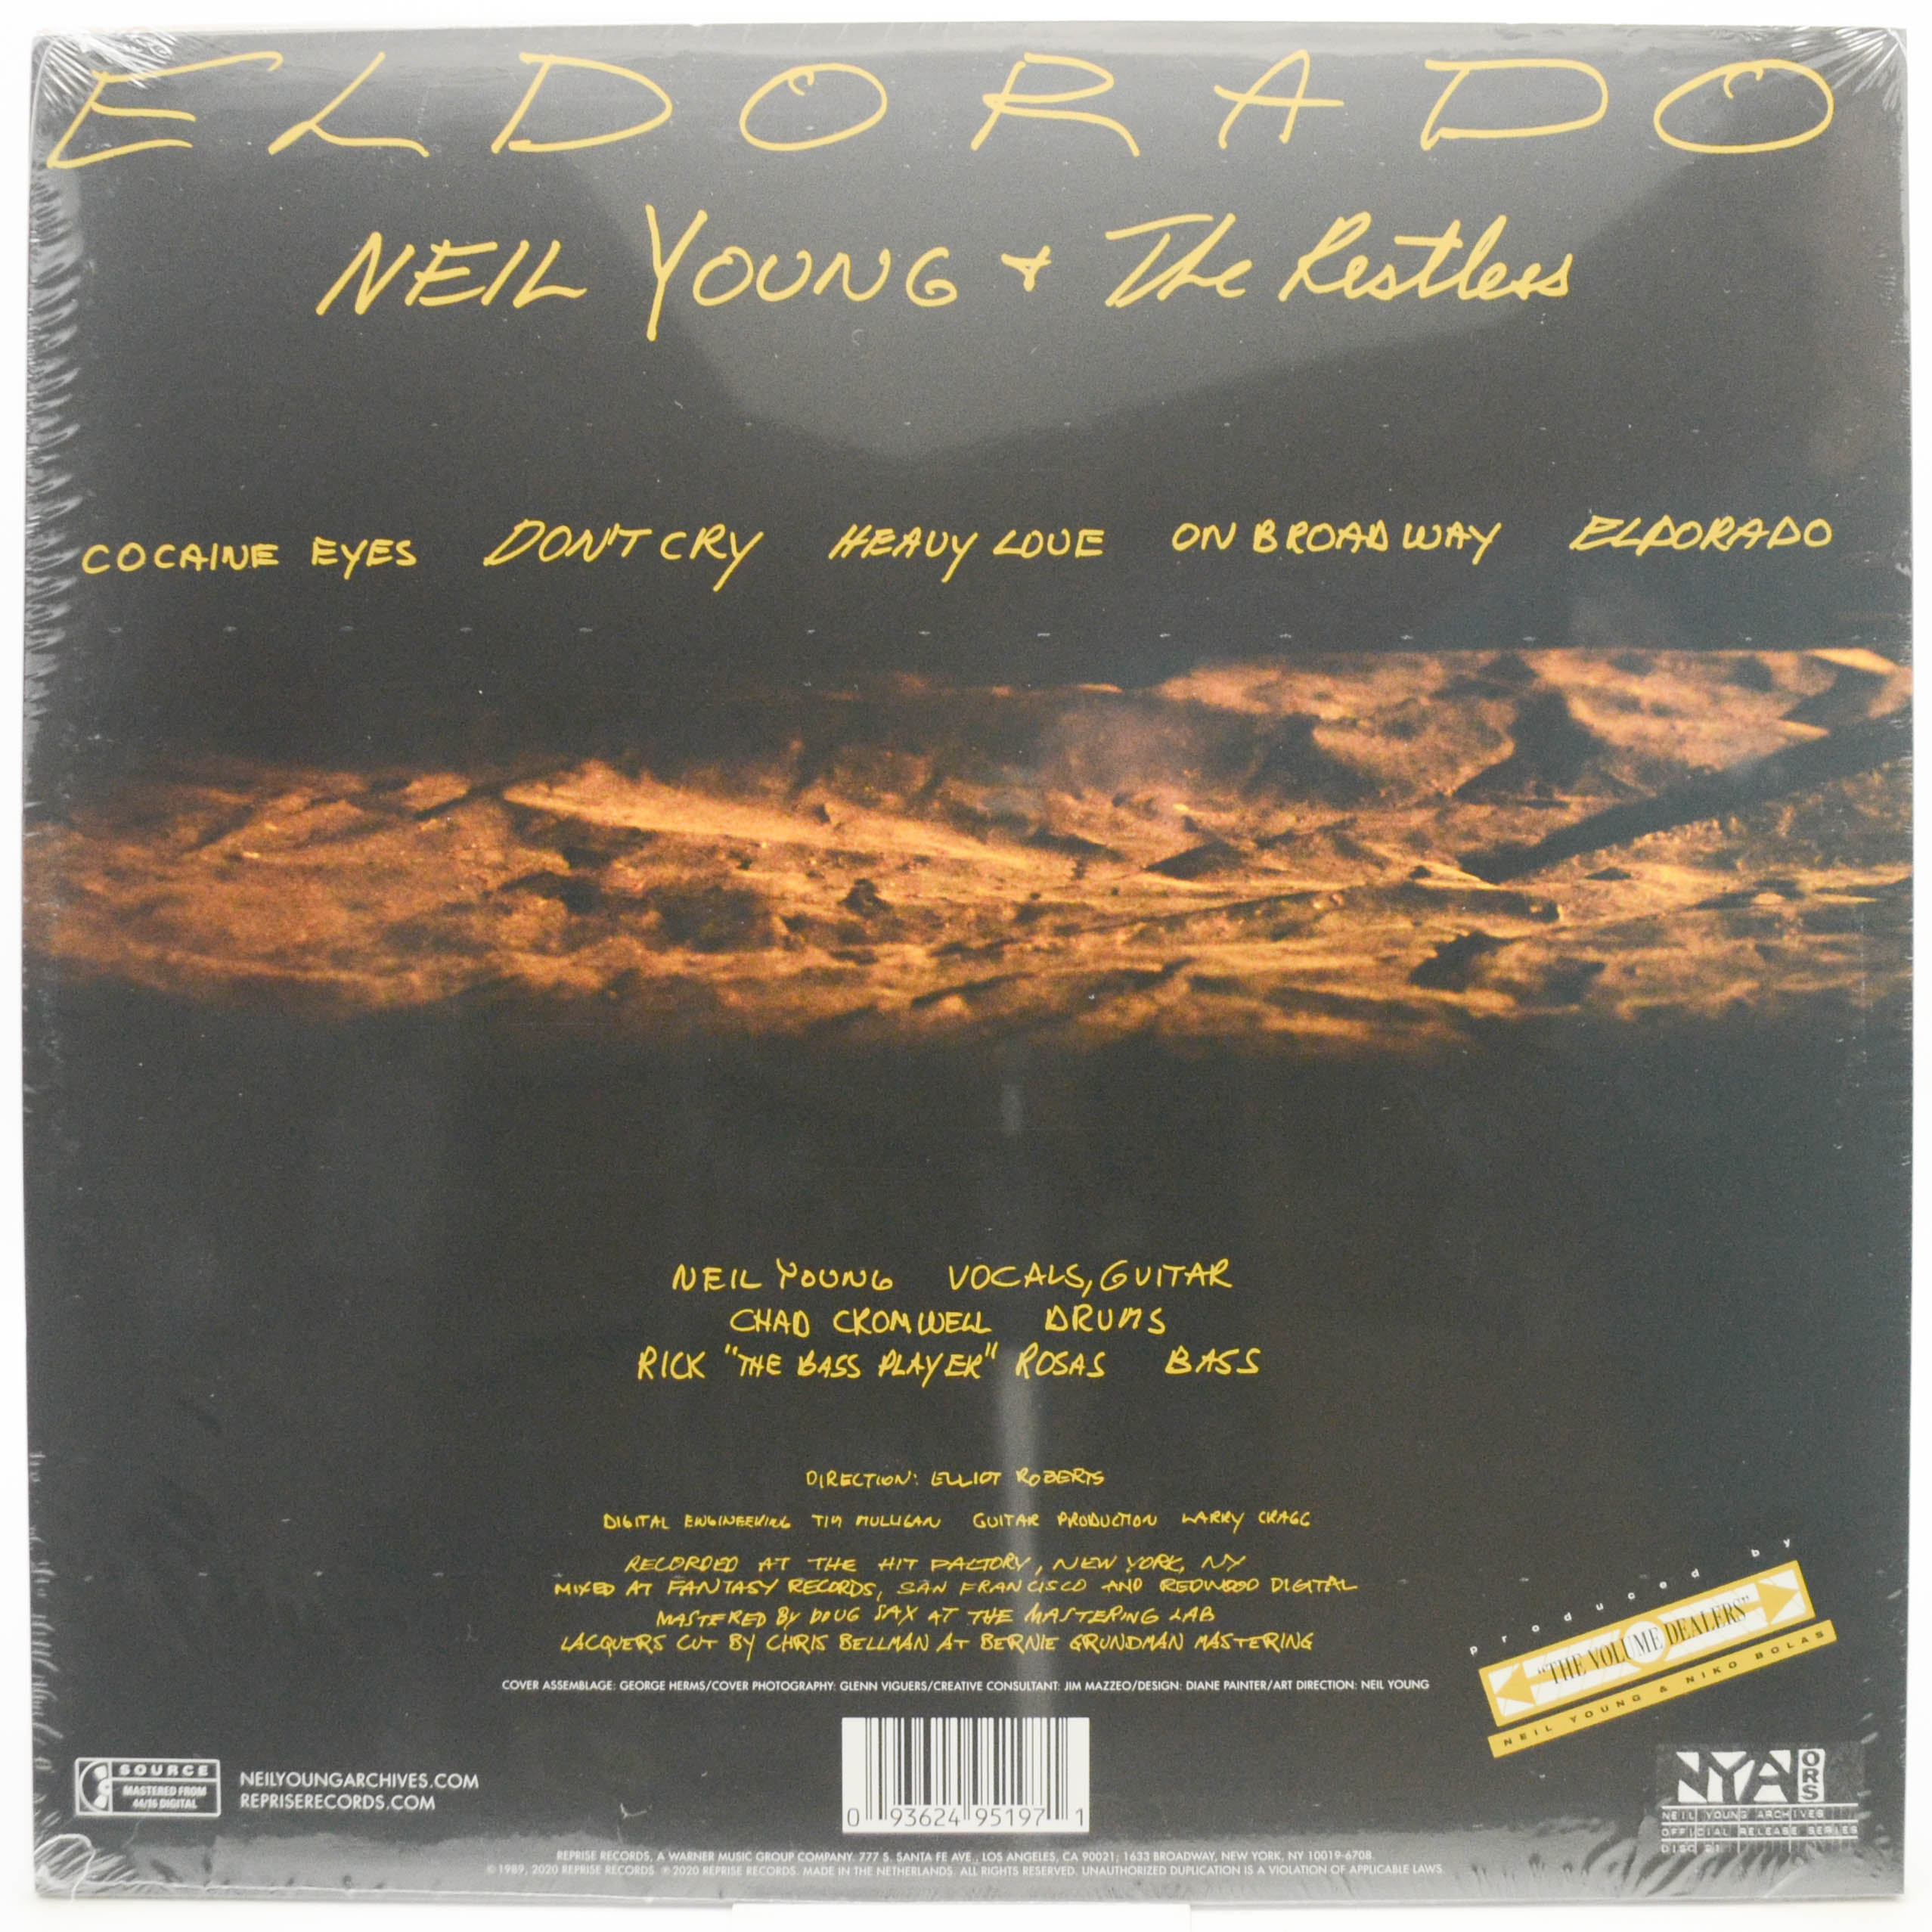 ELDORADO
NEIL YOUNG + The Restless
COCAINE EYES DON'T CRY HEAVY LOVE ON BROADWAY ELDORADO
NEIL YOUNG VOCALS, GUITAR
CHAD CROMWELL DRUMS
RICK "THE BASS PLAYER" ROSAS BASS
DIRECTION: ELLIOT ROBERTS
DIGITAL ENGINEERING TIM MULLIGAN GUITAR PRODUCTION LARRY CRAGG
RECORDED AT THE HIT FACTORY, NEW YORK, NY
MIXED AT FANTASY RECORDS, SAN FRANCISCO AND REDWOOD DIGITAL
MASTERED BY DOUG SAX AT THE MASTERING LAB
LACQUERS CUT BY CHRIS BELLMAN AT BERNIE GRUNDMAN MASTERING
COVER ASSEMBLAGE: GEORGE HERMS/COVER PHOTOGRAPHY: GLENN VIGUERS/CREATIVE CONSULTANT: JIM MAZZEO/DESIGN: DIANE PAINTER/ART DIRECTION: NEIL YOUNG
produced by
"THE VOLUME DEALERS"
NEIL YOUNG & NIKO BOLAS
SOURCE
MASTERED FROM
44/16 DIGITAL
NEILYOUNGARCHIVES.COM
REPRISERECORDS.COM
0 93624 95197 1
NYA ORS
NEIL YOUNG ARCHIVES
OFFICIAL RELEASE SERIES
DISC 21
REPRISE RECORDS, A WARNER MUSIC GROUP COMPANY. 777 S. SANTA FE AVE., LOS ANGELES, CA 90021; 1633 BROADWAY, NEW YORK, NY 10019-6708.
© 1989, 2020 REPRISE RECORDS. ℗ 2020 REPRISE RECORDS. MADE IN THE NETHERLANDS. ALL RIGHTS RESERVED. UNAUTHORIZED DUPLICATION IS A VIOLATION OF APPLICABLE LAWS.